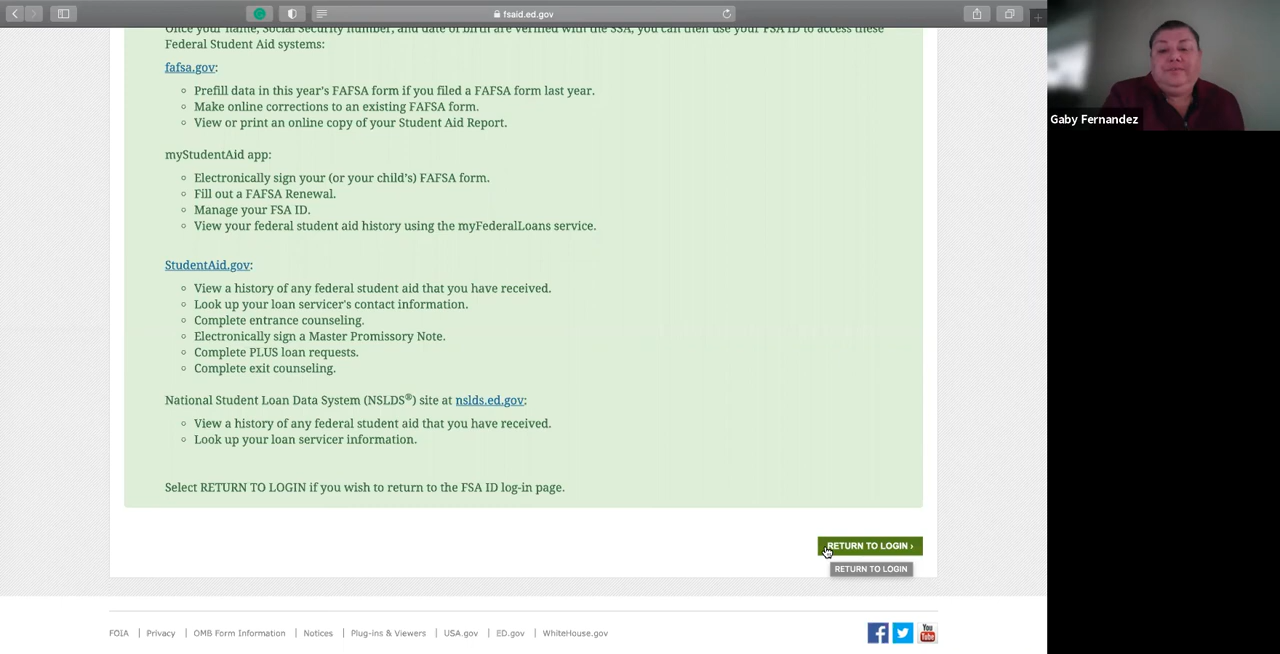 fsaid.ed.gov
Once your name, Social Security number, and date of birth are verified with the SSA, you can then use your FSA ID to access these
Federal Student Aid systems:
fafsa.gov:
Prefill data in this year's FAFSA form if you filed a FAFSA form last year.
Make online corrections to an existing FAFSA form.
View or print an online copy of your Student Aid Report.
myStudentAid app:
Electronically sign your (or your child's) FAFSA form.
Fill out a FAFSA Renewal.
Manage your FSA ID.
View your federal student aid history using the myFederalLoans service.
StudentAid.gov:
View a history of any federal student aid that you have received.
Look up your loan servicer's contact information.
Complete entrance counseling.
Electronically sign a Master Promissory Note.
Complete PLUS loan requests.
Complete exit counseling.
National Student Loan Data System (NSLDS®) site at nslds.ed.gov:
View a history of any federal student aid that you have received.
Look up your loan servicer information.
Select RETURN TO LOGIN if you wish to return to the FSA ID log-in page.
RETURN TO LOGIN ›
RETURN TO LOGIN
FOIA | Privacy | OMB Form Information | Notices | Plug-ins & Viewers | USA.gov | ED.gov | WhiteHouse.gov
You Tube
Gaby Fernandez